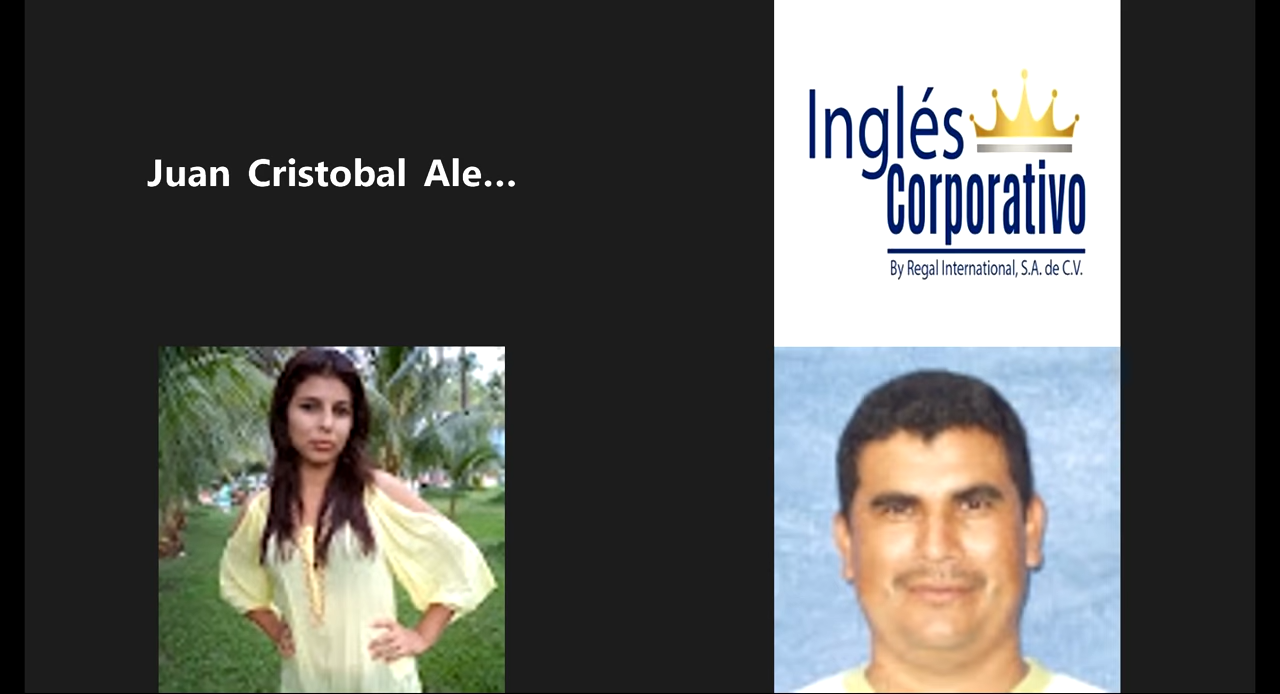 Juan Cristobal Ale...
Inglés
Corporativo
By Regal International, S.A. de C.V.